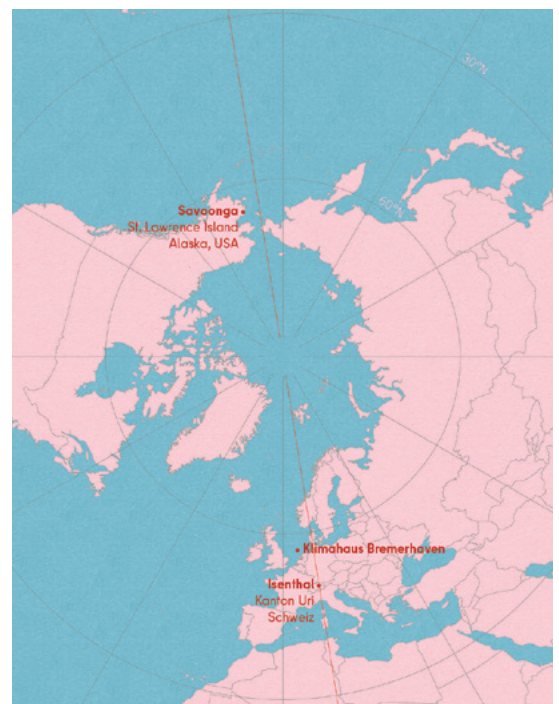 30°N
60°N
Savoonga
St. Lawrence Island
Alaska, USA
Klimahaus Bremerhaven
Isenthal
Kanton Uri
Schweiz